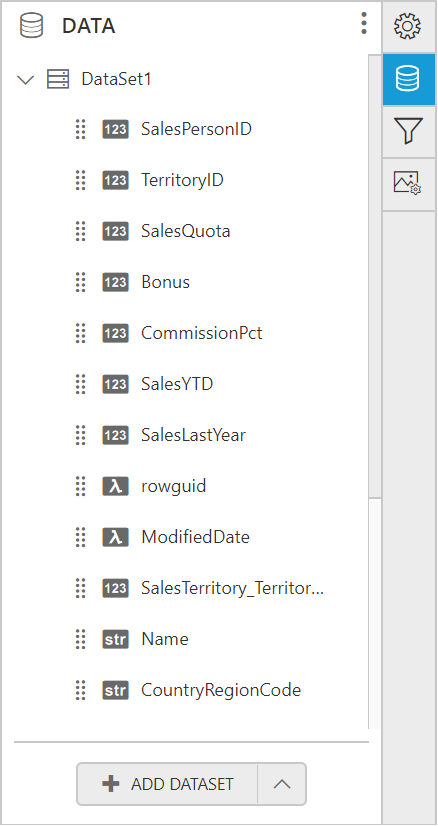 DATA
DataSet1
123 SalesPersonID
123 TerritoryID
123 SalesQuota
123 Bonus
123 CommissionPct
123 SalesYTD
123 SalesLastYear
λ rowguid
λ ModifiedDate
123 SalesTerritory_Territor...
str Name
str CountryRegionCode
ADD DATASET